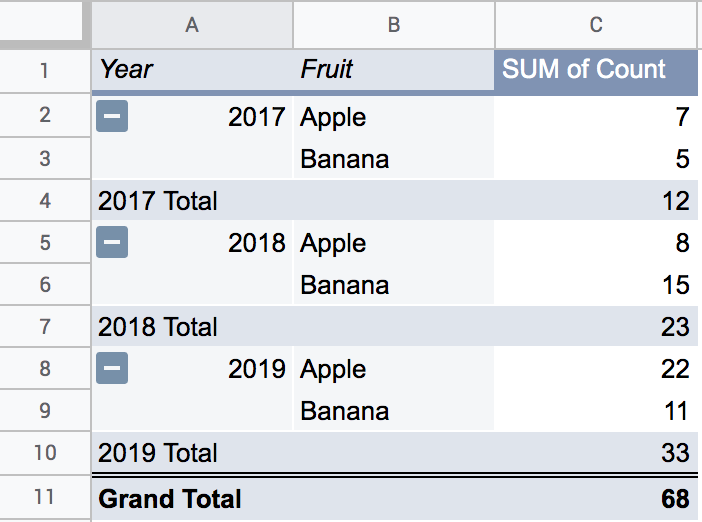 A B C
1 Year Fruit SUM of Count
2 2017 Apple 7
3 Banana 5
4 2017 Total 12
5 2018 Apple 8
6 Banana 15
7 2018 Total 23
8 2019 Apple 22
9 Banana 11
10 2019 Total 33
11 Grand Total 68